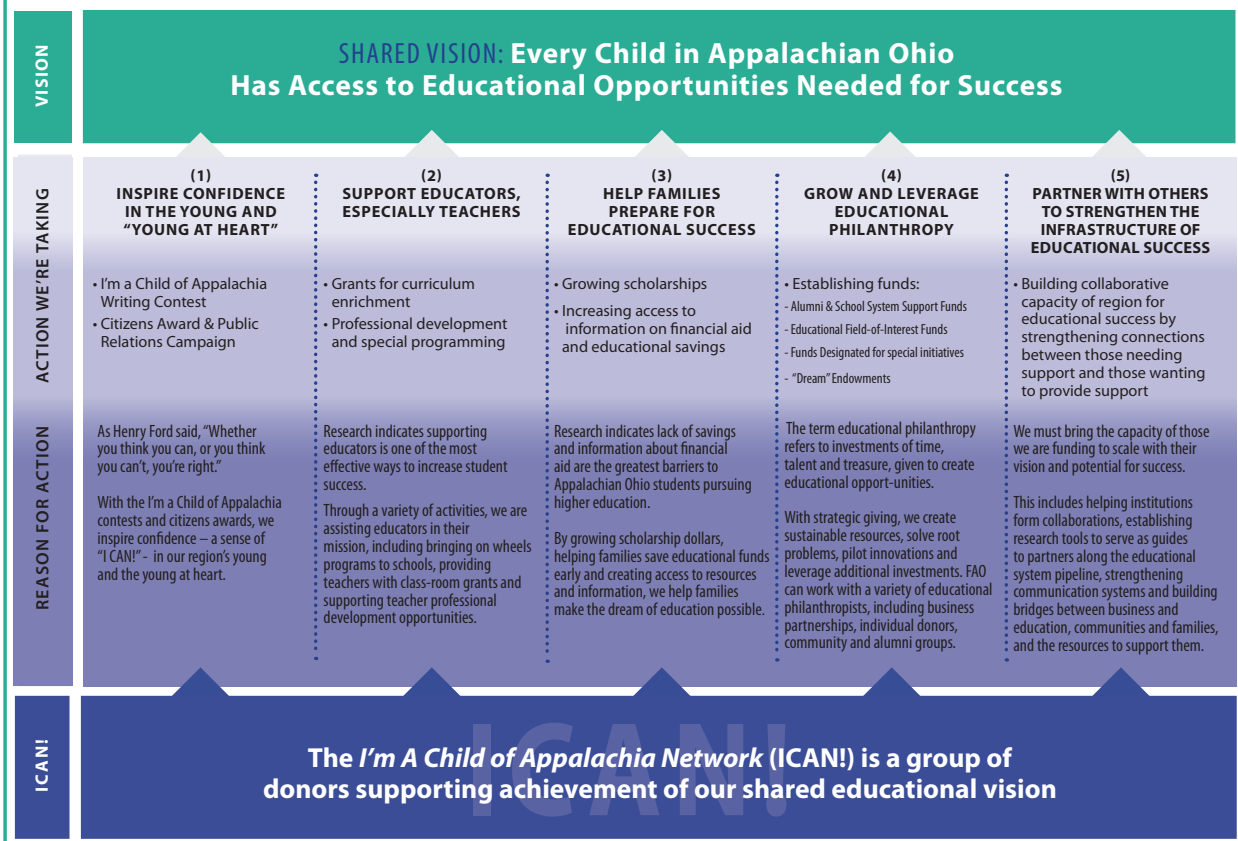 VISION
SHARED VISION: Every Child in Appalachian Ohio
Has Access to Educational Opportunities Needed for Success
ACTION WE'RE TAKING
(1)
INSPIRE CONFIDENCE
IN THE YOUNG AND
“YOUNG AT HEART”
• I'm a Child of Appalachia
Writing Contest
• Citizens Award & Public
Relations Campaign
(2)
SUPPORT EDUCATORS,
ESPECIALLY TEACHERS
• Grants for curriculum
enrichment
• Professional development
and special programming
(3)
HELP FAMILIES
PREPARE FOR
EDUCATIONAL SUCCESS
• Growing scholarships
• Increasing access to
information on financial aid
and educational savings
(4)
GROW AND LEVERAGE
EDUCATIONAL
PHILANTHROPY
• Establishing funds:
- Alumni & School System Support Funds
- Educational Field-of-Interest Funds
- Funds Designated for special initiatives
- “Dream” Endowments
(5)
PARTNER WITH OTHERS
TO STRENGTHEN THE
INFRASTRUCTURE OF
EDUCATIONAL SUCCESS
• Building collaborative
capacity of region for
educational success by
strengthening connections
between those needing
support and those wanting
to provide support
REASON FOR ACTION
As Henry Ford said, “Whether
you think you can, or you think
you can't, you're right.”
With the I'm a Child of Appalachia
contests and citizens awards, we
inspire confidence – a sense of
“I CAN!” - in our region's young
and the young at heart.
Research indicates supporting
educators is one of the most
effective ways to increase student
success.
Through a variety of activities, we are
assisting educators in their
mission, including bringing on wheels
programs to schools, providing
teachers with class-room grants and
supporting teacher professional
development opportunities.
Research indicates lack of savings
and information about financial
aid are the greatest barriers to
Appalachian Ohio students pursuing
higher education.
By growing scholarship dollars,
helping families save educational funds
early and creating access to resources
and information, we help families
make the dream of education possible.
The term educational philanthropy
refers to investments of time,
talent and treasure, given to create
educational opport-unities.
With strategic giving, we create
sustainable resources, solve root
problems, pilot innovations and
leverage additional investments. FAO
can work with a variety of educational
philanthropists, including business
partnerships, individual donors,
community and alumni groups.
We must bring the capacity of those
we are funding to scale with their
vision and potential for success.
This includes helping institutions
form collaborations, establishing
research tools to serve as guides
to partners along the educational
system pipeline, strengthening
communication systems and building
bridges between business and
education, communities and families,
and the resources to support them.
ICAN!
ICAN!
The I'm A Child of Appalachia Network (ICAN!) is a group of
donors supporting achievement of our shared educational vision